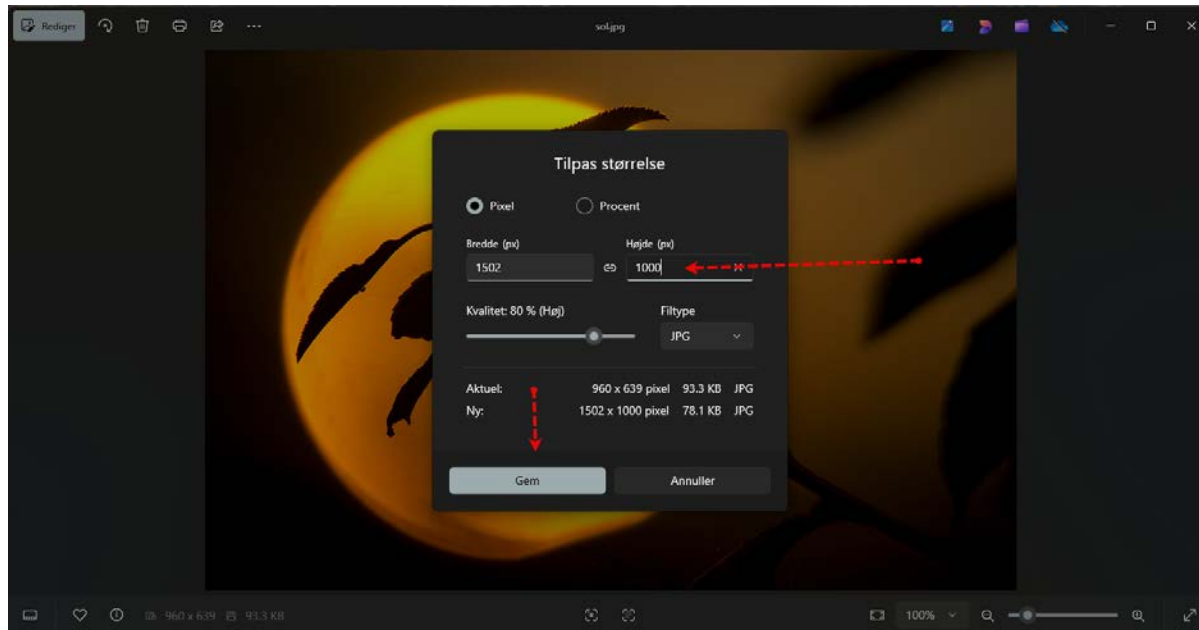 Rediger
sol.jpg
Tilpas størrelse
Pixel Procent
Bredde (px) Højde (px)
1502 1000
Kvalitet: 80 % (Høj) Filtype
JPG
Aktuel: 960 x 639 pixel 93.3 KB JPG
Ny: 1502 x 1000 pixel 78.1 KB JPG
Gem Annuller
960 x 639 93.3 KB 100%